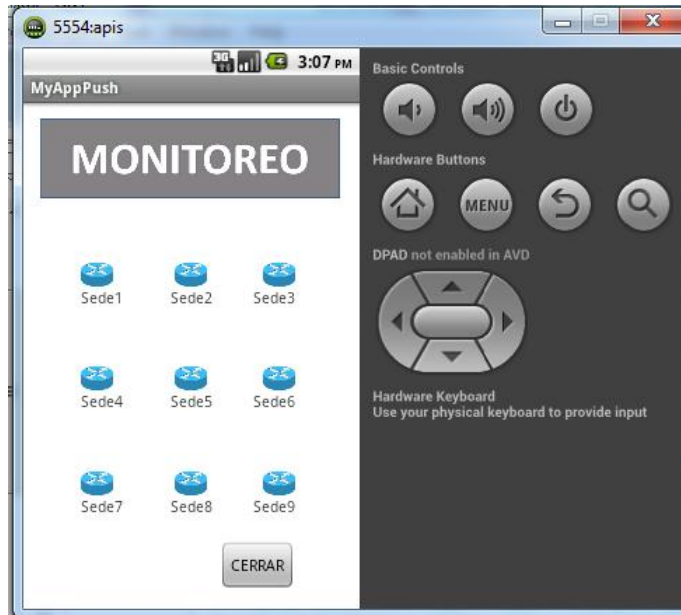 5554:apis
3G 3:07 PM
MyAppPush
MONITOREO
Sede1 Sede2 Sede3
Sede4 Sede5 Sede6
Sede7 Sede8 Sede9
CERRAR
Basic Controls
Hardware Buttons
MENU
DPAD not enabled in AVD
Hardware Keyboard
Use your physical keyboard to provide input